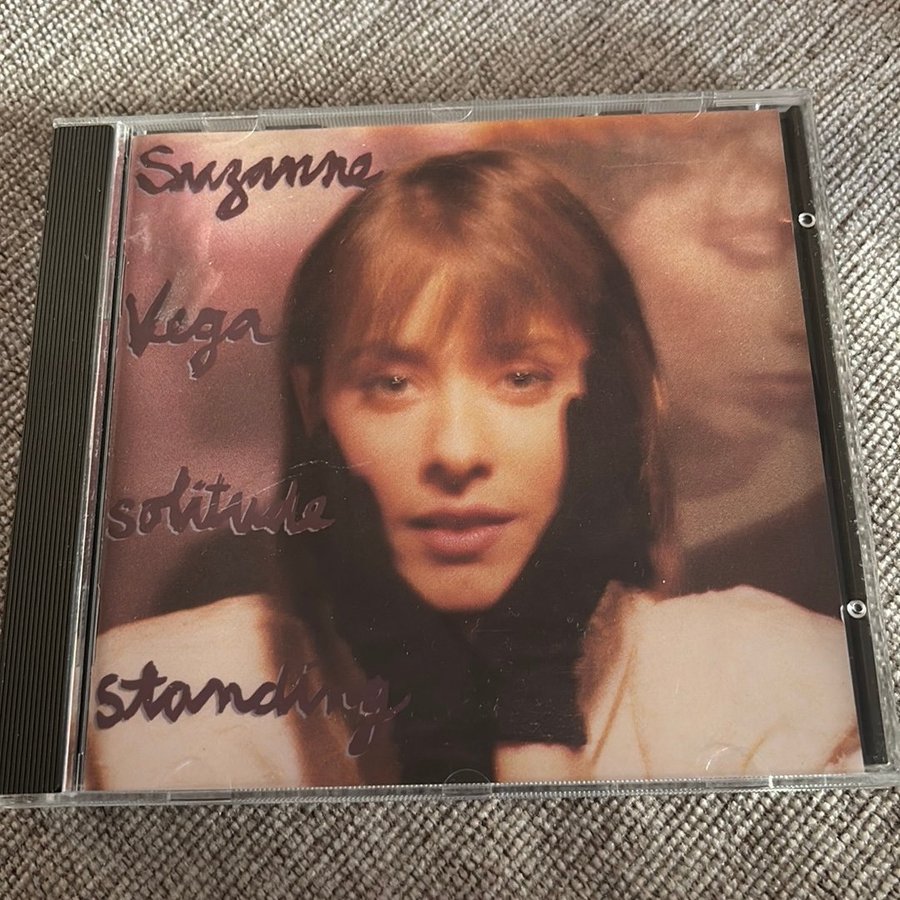 Suzanne
Vega
solitude
standing